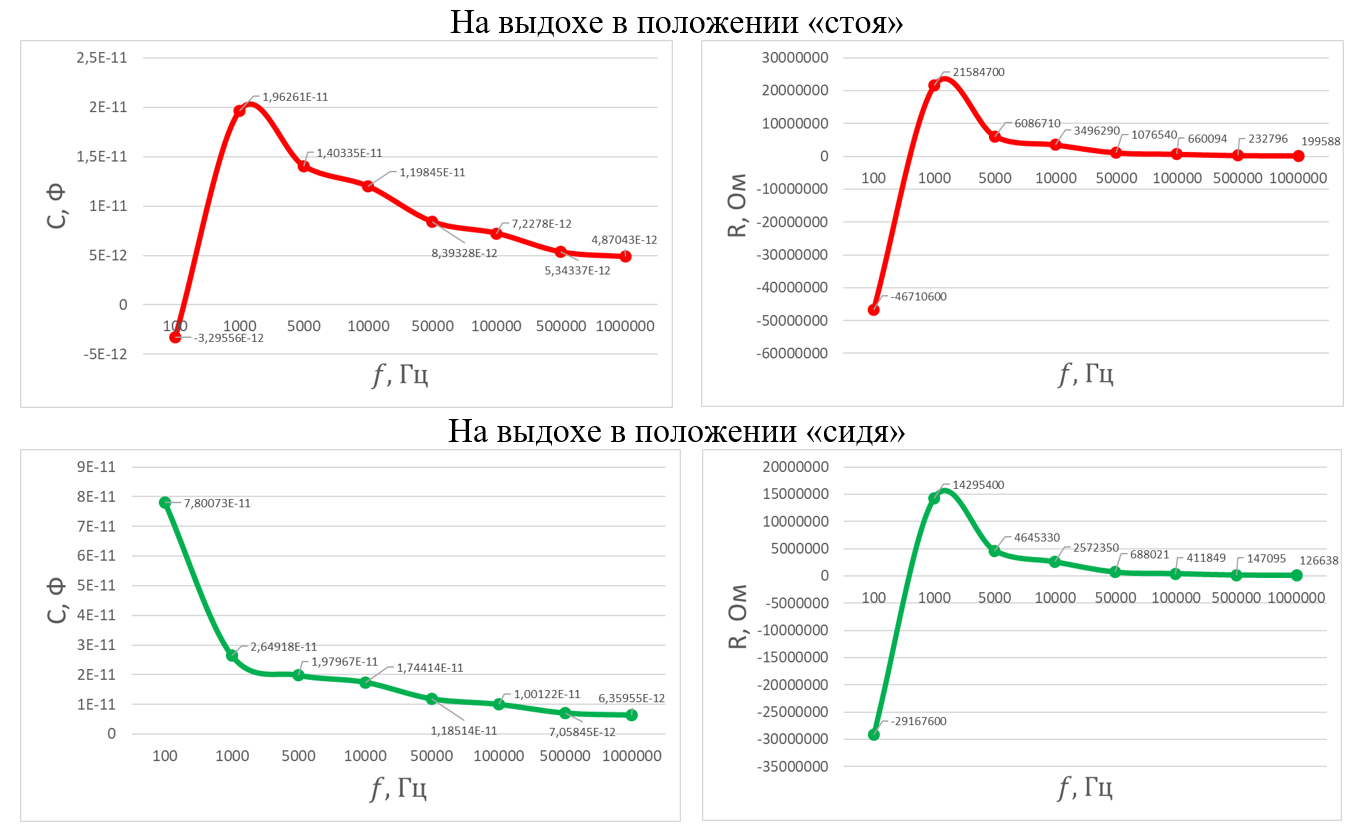 На выдохе в положении «стоя»
2,5E-11
2E-11
1,5E-11
1E-11
5E-12
0
-5E-12
С, Ф
1,96261E-11
1,40335E-11
1,19845E-11
8,39328E-12
7,2278E-12
5,34337E-12
4,87043E-12
-3,29556E-12
100 1000 5000 10000 50000 100000 500000 1000000
f, Гц
30000000
20000000
10000000
0
-10000000
-20000000
-30000000
-40000000
-50000000
-60000000
R, Ом
21584700
6086710
3496290
1076540
660094
232796
199588
-46710600
100 1000 5000 10000 50000 100000 500000 1000000
f, Гц
На выдохе в положении «сидя»
9E-11
8E-11
7E-11
6E-11
5E-11
4E-11
3E-11
2E-11
1E-11
0
С, Ф
7,80073E-11
2,64918E-11
1,97967E-11
1,74414E-11
1,18514E-11
1,00122E-11
7,05845E-12
6,35955E-12
100 1000 5000 10000 50000 100000 500000 1000000
f, Гц
20000000
15000000
10000000
5000000
0
-5000000
-10000000
-15000000
-20000000
-25000000
-30000000
-35000000
R, Ом
14295400
4645330
2572350
688021
411849
147095
126638
-29167600
100 1000 5000 10000 50000 100000 500000 1000000
f, Гц